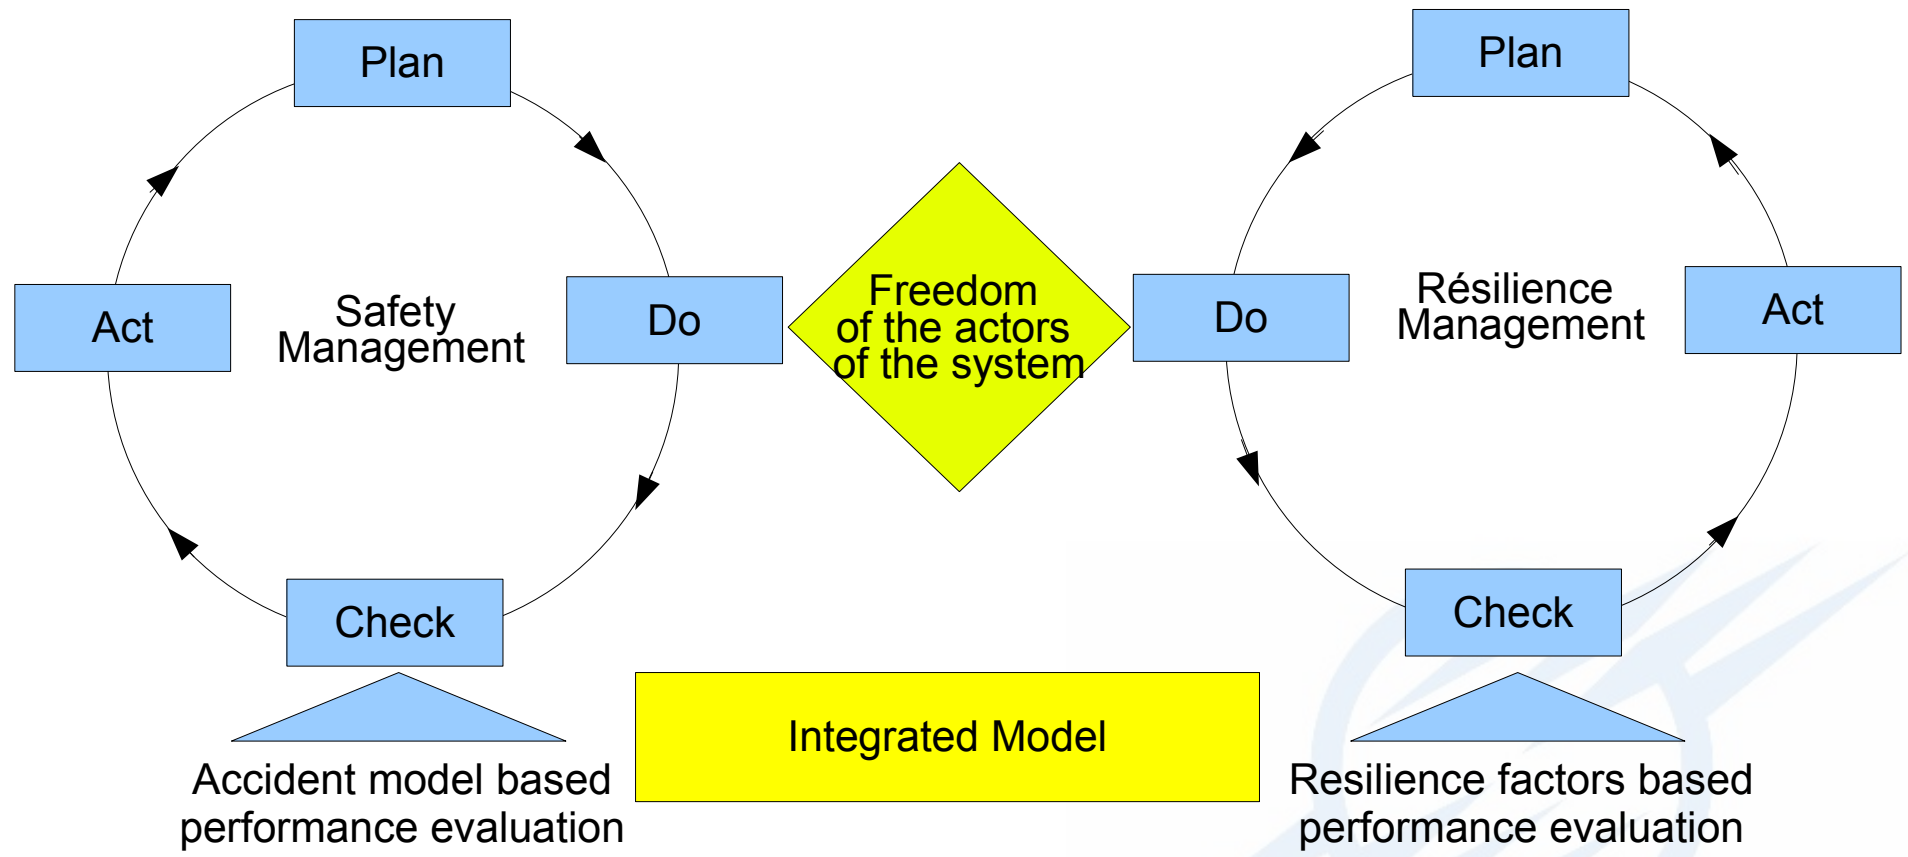 Plan
Act
Safety
Management
Do
Check
Accident model based
performance evaluation
Freedom
of the actors
of the system
Integrated Model
Plan
Do
Résilience
Management
Act
Check
Resilience factors based
performance evaluation